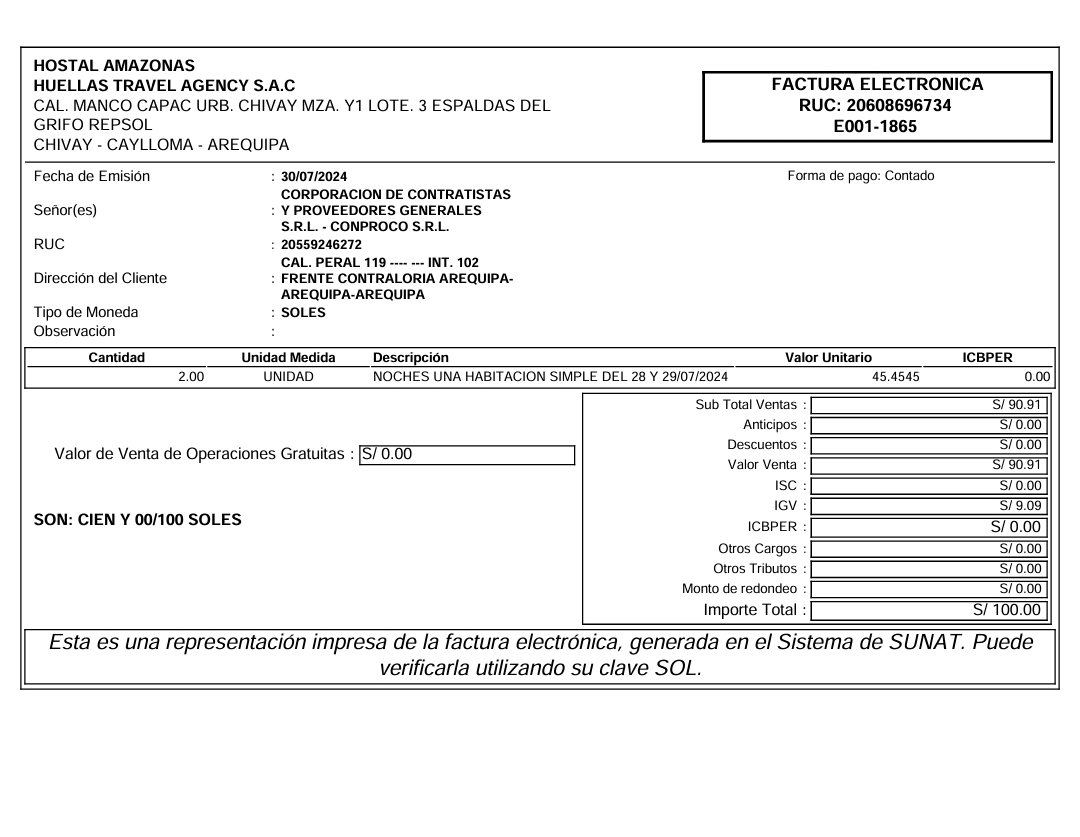 HOSTAL AMAZONAS
HUELLAS TRAVEL AGENCY S.A.C
CAL. MANCO CAPAC URB. CHIVAY MZA. Y1 LOTE. 3 ESPALDAS DEL
GRIFO REPSOL
CHIVAY - CAYLLOMA - AREQUIPA
FACTURA ELECTRONICA
RUC: 20608696734
E001-1865
Fecha de Emisión : 30/07/2024
Forma de pago: Contado
CORPORACION DE CONTRATISTAS
Señor(es) : Y PROVEEDORES GENERALES
S.R.L. - CONPROCO S.R.L.
RUC : 20559246272
CAL. PERAL 119 ---- --- INT. 102
Dirección del Cliente : FRENTE CONTRALORIA AREQUIPA-
AREQUIPA-AREQUIPA
Tipo de Moneda : SOLES
Observación :
Cantidad Unidad Medida Descripción Valor Unitario ICBPER
2.00 UNIDAD NOCHES UNA HABITACION SIMPLE DEL 28 Y 29/07/2024 45.4545 0.00
Valor de Venta de Operaciones Gratuitas : S/ 0.00
SON: CIEN Y 00/100 SOLES
Sub Total Ventas : S/ 90.91
Anticipos : S/ 0.00
Descuentos : S/ 0.00
Valor Venta : S/ 90.91
ISC : S/ 0.00
IGV : S/ 9.09
ICBPER : S/ 0.00
Otros Cargos : S/ 0.00
Otros Tributos : S/ 0.00
Monto de redondeo : S/ 0.00
Importe Total : S/ 100.00
Esta es una representación impresa de la factura electrónica, generada en el Sistema de SUNAT. Puede
verificarla utilizando su clave SOL.